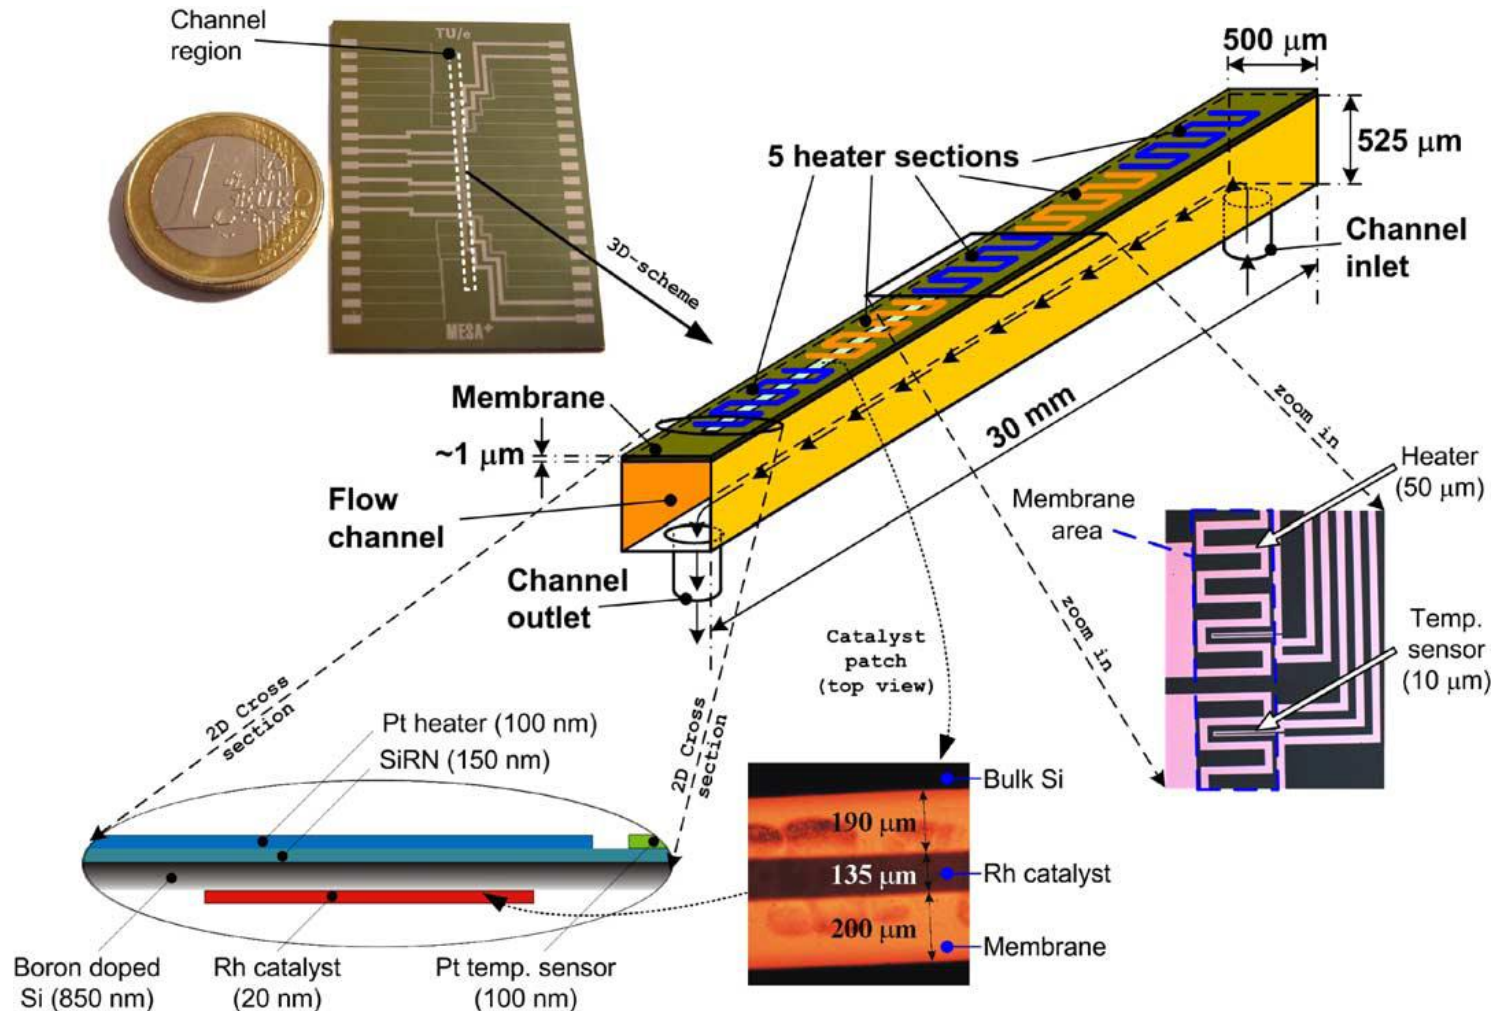 Channel
region
TU/e
MESA+
3D-scheme
500 µm
525 µm
5 heater sections
Channel
inlet
Membrane
~1 µm
Flow
channel
Channel
outlet
30 mm
zoom in
zoom in
Heater
(50 µm)
Membrane
area
Temp.
sensor
(10 µm)
Catalyst
patch
(top view)
2D Cross
section
2D Cross
section
Pt heater (100 nm)
SiRN (150 nm)
Boron doped
Si (850 nm)
Rh catalyst
(20 nm)
Pt temp. sensor
(100 nm)
190 µm
135 µm
200 µm
Bulk Si
Rh catalyst
Membrane